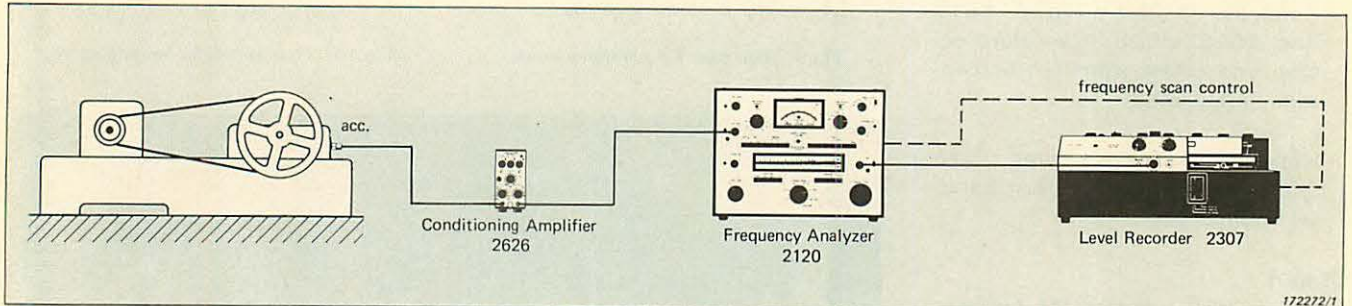 frequency scan control
acc.
Conditioning Amplifier
2626
Frequency Analyzer
2120
Level Recorder 2307
172272/1